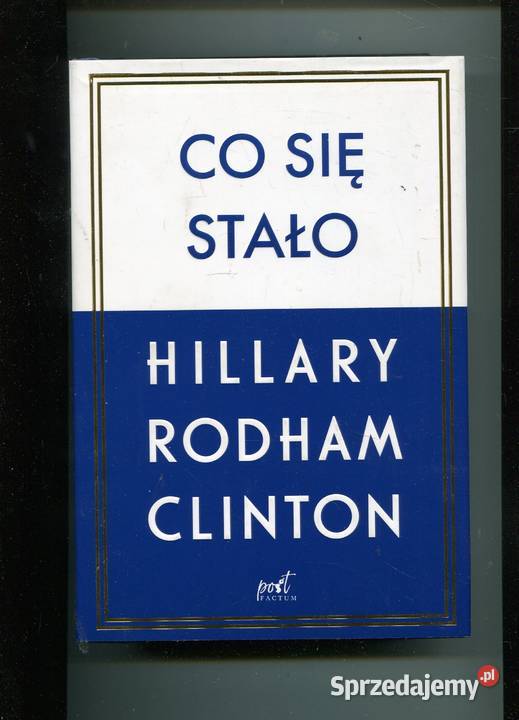 CO SIĘ
STAŁO
HILLARY
RODHAM
CLINTON
post
FACTUM
Sprzedajemy.pl